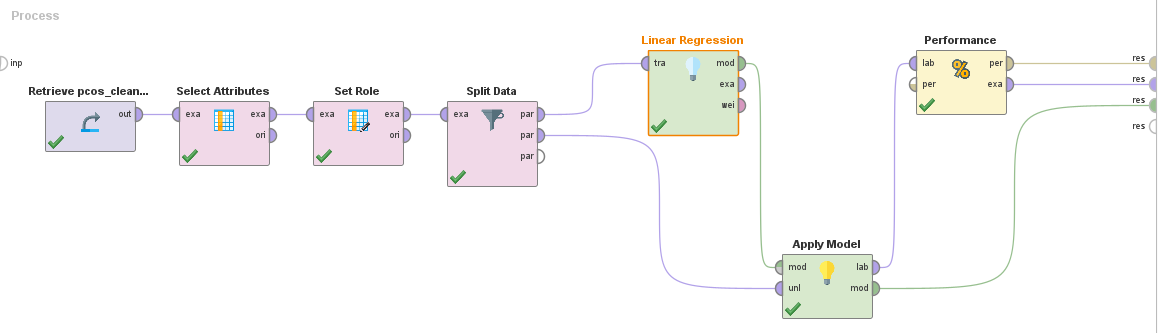 Process
inp
Retrieve pcos_clean...
out
Select Attributes
exa
exa
ori
Set Role
exa
exa
ori
Split Data
exa
par
par
par
Linear Regression
tra
mod
exa
wei
Apply Model
mod
lab
unl
mod
Performance
lab
per
per
exa
%
res
res
res
res